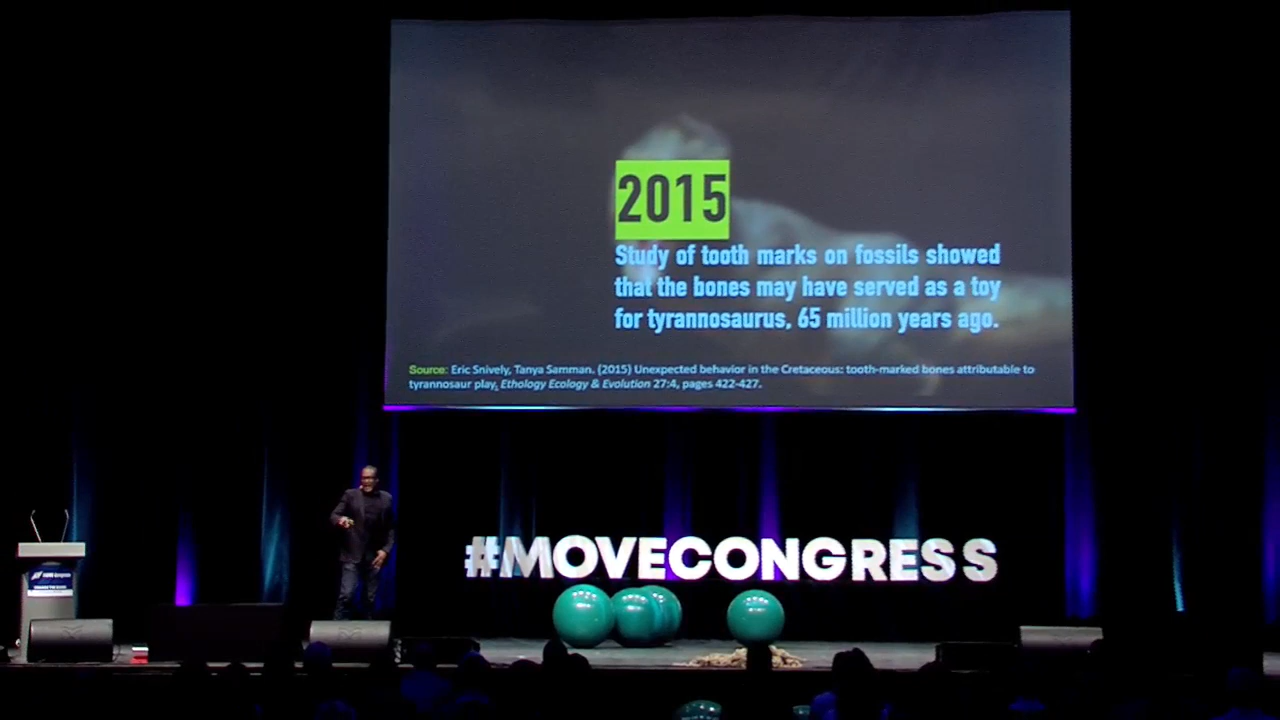 2015
Study of tooth marks on fossils showed
that the bones may have served as a toy
for tyrannosaurus, 65 million years ago.
Source: Eric Snively, Tanya Samman. (2015) Unexpected behavior in the Cretaceous: tooth-marked bones attributable to
tyrannosaur play, Ethology Ecology & Evolution 27:4, pages 422-427.
#MOVECONGRESS